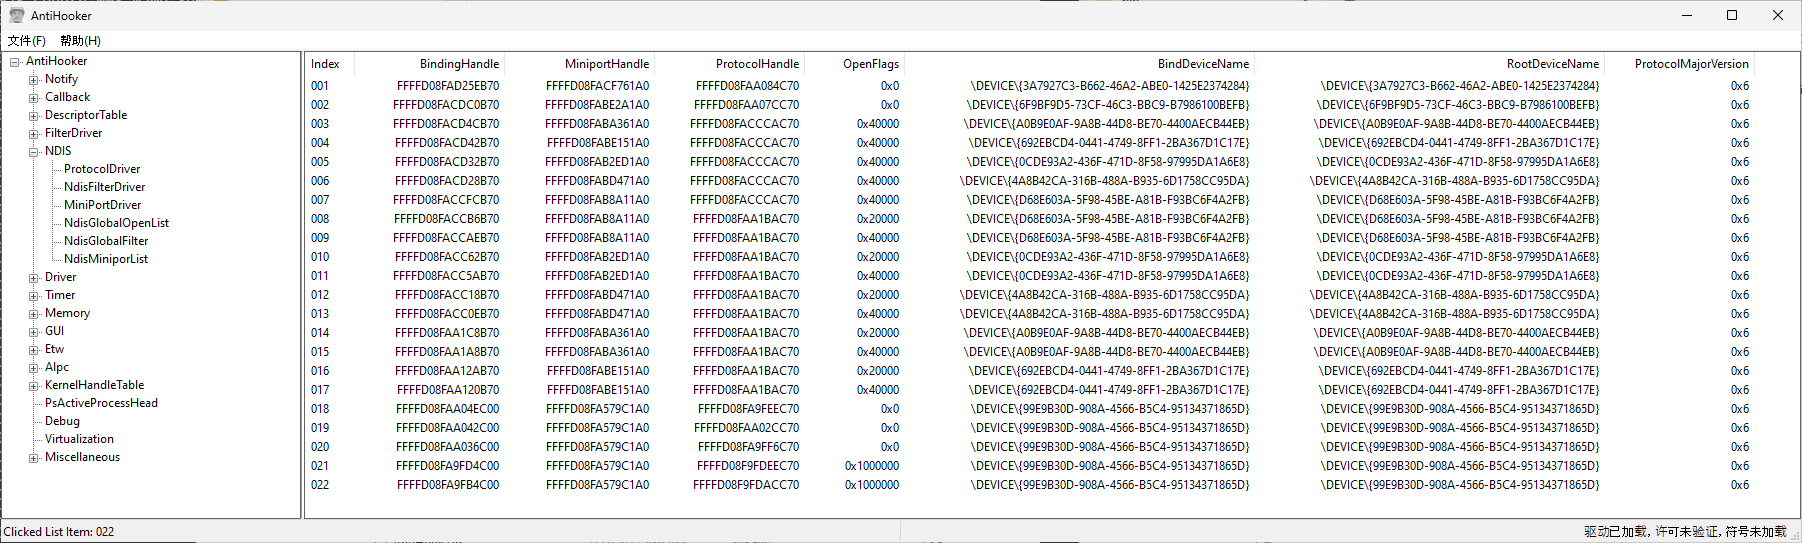 AntiHooker
文件(F) 帮助(H)
AntiHooker
Notify
Callback
DescriptorTable
FilterDriver
NDIS
ProtocolDriver
NdisFilterDriver
MiniPortDriver
NdisGlobalOpenList
NdisGlobalFilter
NdisMiniporList
Driver
Timer
Memory
GUI
Etw
Alpc
KernelHandleTable
PsActiveProcessHead
Debug
Virtualization
Miscellaneous
Index BindingHandle MiniportHandle ProtocolHandle OpenFlags BindDeviceName RootDeviceName ProtocolMajorVersion
001 FFFFD08FAD25EB70 FFFFD08FACF761A0 FFFFD08FAA084C70 0x0 \DEVICE\{3A7927C3-B662-46A2-ABE0-1425E2374284} \DEVICE\{3A7927C3-B662-46A2-ABE0-1425E2374284} 0x6
002 FFFFD08FACDC0B70 FFFFD08FABE2A1A0 FFFFD08FAA07CC70 0x0 \DEVICE\{6F9BF9D5-73CF-46C3-BBC9-B7986100BEFB} \DEVICE\{6F9BF9D5-73CF-46C3-BBC9-B7986100BEFB} 0x6
003 FFFFD08FACD4CB70 FFFFD08FABA361A0 FFFFD08FACCCAC70 0x40000 \DEVICE\{A0B9E0AF-9A8B-44D8-BE70-4400AECB44EB} \DEVICE\{A0B9E0AF-9A8B-44D8-BE70-4400AECB44EB} 0x6
004 FFFFD08FACD42B70 FFFFD08FABE151A0 FFFFD08FACCCAC70 0x40000 \DEVICE\{692EBCD4-0441-4749-8FF1-2BA367D1C17E} \DEVICE\{692EBCD4-0441-4749-8FF1-2BA367D1C17E} 0x6
005 FFFFD08FACD32B70 FFFFD08FAB2ED1A0 FFFFD08FACCCAC70 0x40000 \DEVICE\{0CDE93A2-436F-471D-8F58-97995DA1A6E8} \DEVICE\{0CDE93A2-436F-471D-8F58-97995DA1A6E8} 0x6
006 FFFFD08FACD28B70 FFFFD08FABD471A0 FFFFD08FACCCAC70 0x40000 \DEVICE\{4A8B42CA-316B-488A-B935-6D1758CC95DA} \DEVICE\{4A8B42CA-316B-488A-B935-6D1758CC95DA} 0x6
007 FFFFD08FACCFCB70 FFFFD08FAB8A11A0 FFFFD08FACCCAC70 0x40000 \DEVICE\{D68E603A-5F98-45BE-A81B-F93BC6F4A2FB} \DEVICE\{D68E603A-5F98-45BE-A81B-F93BC6F4A2FB} 0x6
008 FFFFD08FACCB6B70 FFFFD08FAB8A11A0 FFFFD08FAA1BAC70 0x20000 \DEVICE\{D68E603A-5F98-45BE-A81B-F93BC6F4A2FB} \DEVICE\{D68E603A-5F98-45BE-A81B-F93BC6F4A2FB} 0x6
009 FFFFD08FACCAEB70 FFFFD08FAB8A11A0 FFFFD08FAA1BAC70 0x40000 \DEVICE\{D68E603A-5F98-45BE-A81B-F93BC6F4A2FB} \DEVICE\{D68E603A-5F98-45BE-A81B-F93BC6F4A2FB} 0x6
010 FFFFD08FACC62B70 FFFFD08FAB2ED1A0 FFFFD08FAA1BAC70 0x20000 \DEVICE\{0CDE93A2-436F-471D-8F58-97995DA1A6E8} \DEVICE\{0CDE93A2-436F-471D-8F58-97995DA1A6E8} 0x6
011 FFFFD08FACC5AB70 FFFFD08FAB2ED1A0 FFFFD08FAA1BAC70 0x40000 \DEVICE\{0CDE93A2-436F-471D-8F58-97995DA1A6E8} \DEVICE\{0CDE93A2-436F-471D-8F58-97995DA1A6E8} 0x6
012 FFFFD08FACC18B70 FFFFD08FABD471A0 FFFFD08FAA1BAC70 0x20000 \DEVICE\{4A8B42CA-316B-488A-B935-6D1758CC95DA} \DEVICE\{4A8B42CA-316B-488A-B935-6D1758CC95DA} 0x6
013 FFFFD08FACC0EB70 FFFFD08FABD471A0 FFFFD08FAA1BAC70 0x40000 \DEVICE\{4A8B42CA-316B-488A-B935-6D1758CC95DA} \DEVICE\{4A8B42CA-316B-488A-B935-6D1758CC95DA} 0x6
014 FFFFD08FAA1C8B70 FFFFD08FABA361A0 FFFFD08FAA1BAC70 0x20000 \DEVICE\{A0B9E0AF-9A8B-44D8-BE70-4400AECB44EB} \DEVICE\{A0B9E0AF-9A8B-44D8-BE70-4400AECB44EB} 0x6
015 FFFFD08FAA1A8B70 FFFFD08FABA361A0 FFFFD08FAA1BAC70 0x40000 \DEVICE\{A0B9E0AF-9A8B-44D8-BE70-4400AECB44EB} \DEVICE\{A0B9E0AF-9A8B-44D8-BE70-4400AECB44EB} 0x6
016 FFFFD08FAA12AB70 FFFFD08FABE151A0 FFFFD08FAA1BAC70 0x20000 \DEVICE\{692EBCD4-0441-4749-8FF1-2BA367D1C17E} \DEVICE\{692EBCD4-0441-4749-8FF1-2BA367D1C17E} 0x6
017 FFFFD08FAA120B70 FFFFD08FABE151A0 FFFFD08FAA1BAC70 0x40000 \DEVICE\{692EBCD4-0441-4749-8FF1-2BA367D1C17E} \DEVICE\{692EBCD4-0441-4749-8FF1-2BA367D1C17E} 0x6
018 FFFFD08FAA04EC00 FFFFD08FA579C1A0 FFFFD08FA9FEEC70 0x0 \DEVICE\{99E9B30D-908A-4566-B5C4-95134371865D} \DEVICE\{99E9B30D-908A-4566-B5C4-95134371865D} 0x6
019 FFFFD08FAA042C00 FFFFD08FA579C1A0 FFFFD08FAA02CC70 0x0 \DEVICE\{99E9B30D-908A-4566-B5C4-95134371865D} \DEVICE\{99E9B30D-908A-4566-B5C4-95134371865D} 0x6
020 FFFFD08FAA036C00 FFFFD08FA579C1A0 FFFFD08FA9FF6C70 0x0 \DEVICE\{99E9B30D-908A-4566-B5C4-95134371865D} \DEVICE\{99E9B30D-908A-4566-B5C4-95134371865D} 0x6
021 FFFFD08FA9FD4C00 FFFFD08FA579C1A0 FFFFD08F9FDEEC70 0x1000000 \DEVICE\{99E9B30D-908A-4566-B5C4-95134371865D} \DEVICE\{99E9B30D-908A-4566-B5C4-95134371865D} 0x6
022 FFFFD08FA9FB4C00 FFFFD08FA579C1A0 FFFFD08F9FDACC70 0x1000000 \DEVICE\{99E9B30D-908A-4566-B5C4-95134371865D} \DEVICE\{99E9B30D-908A-4566-B5C4-95134371865D} 0x6
Clicked List Item: 022 驱动已加载, 许可未验证, 符号未加载